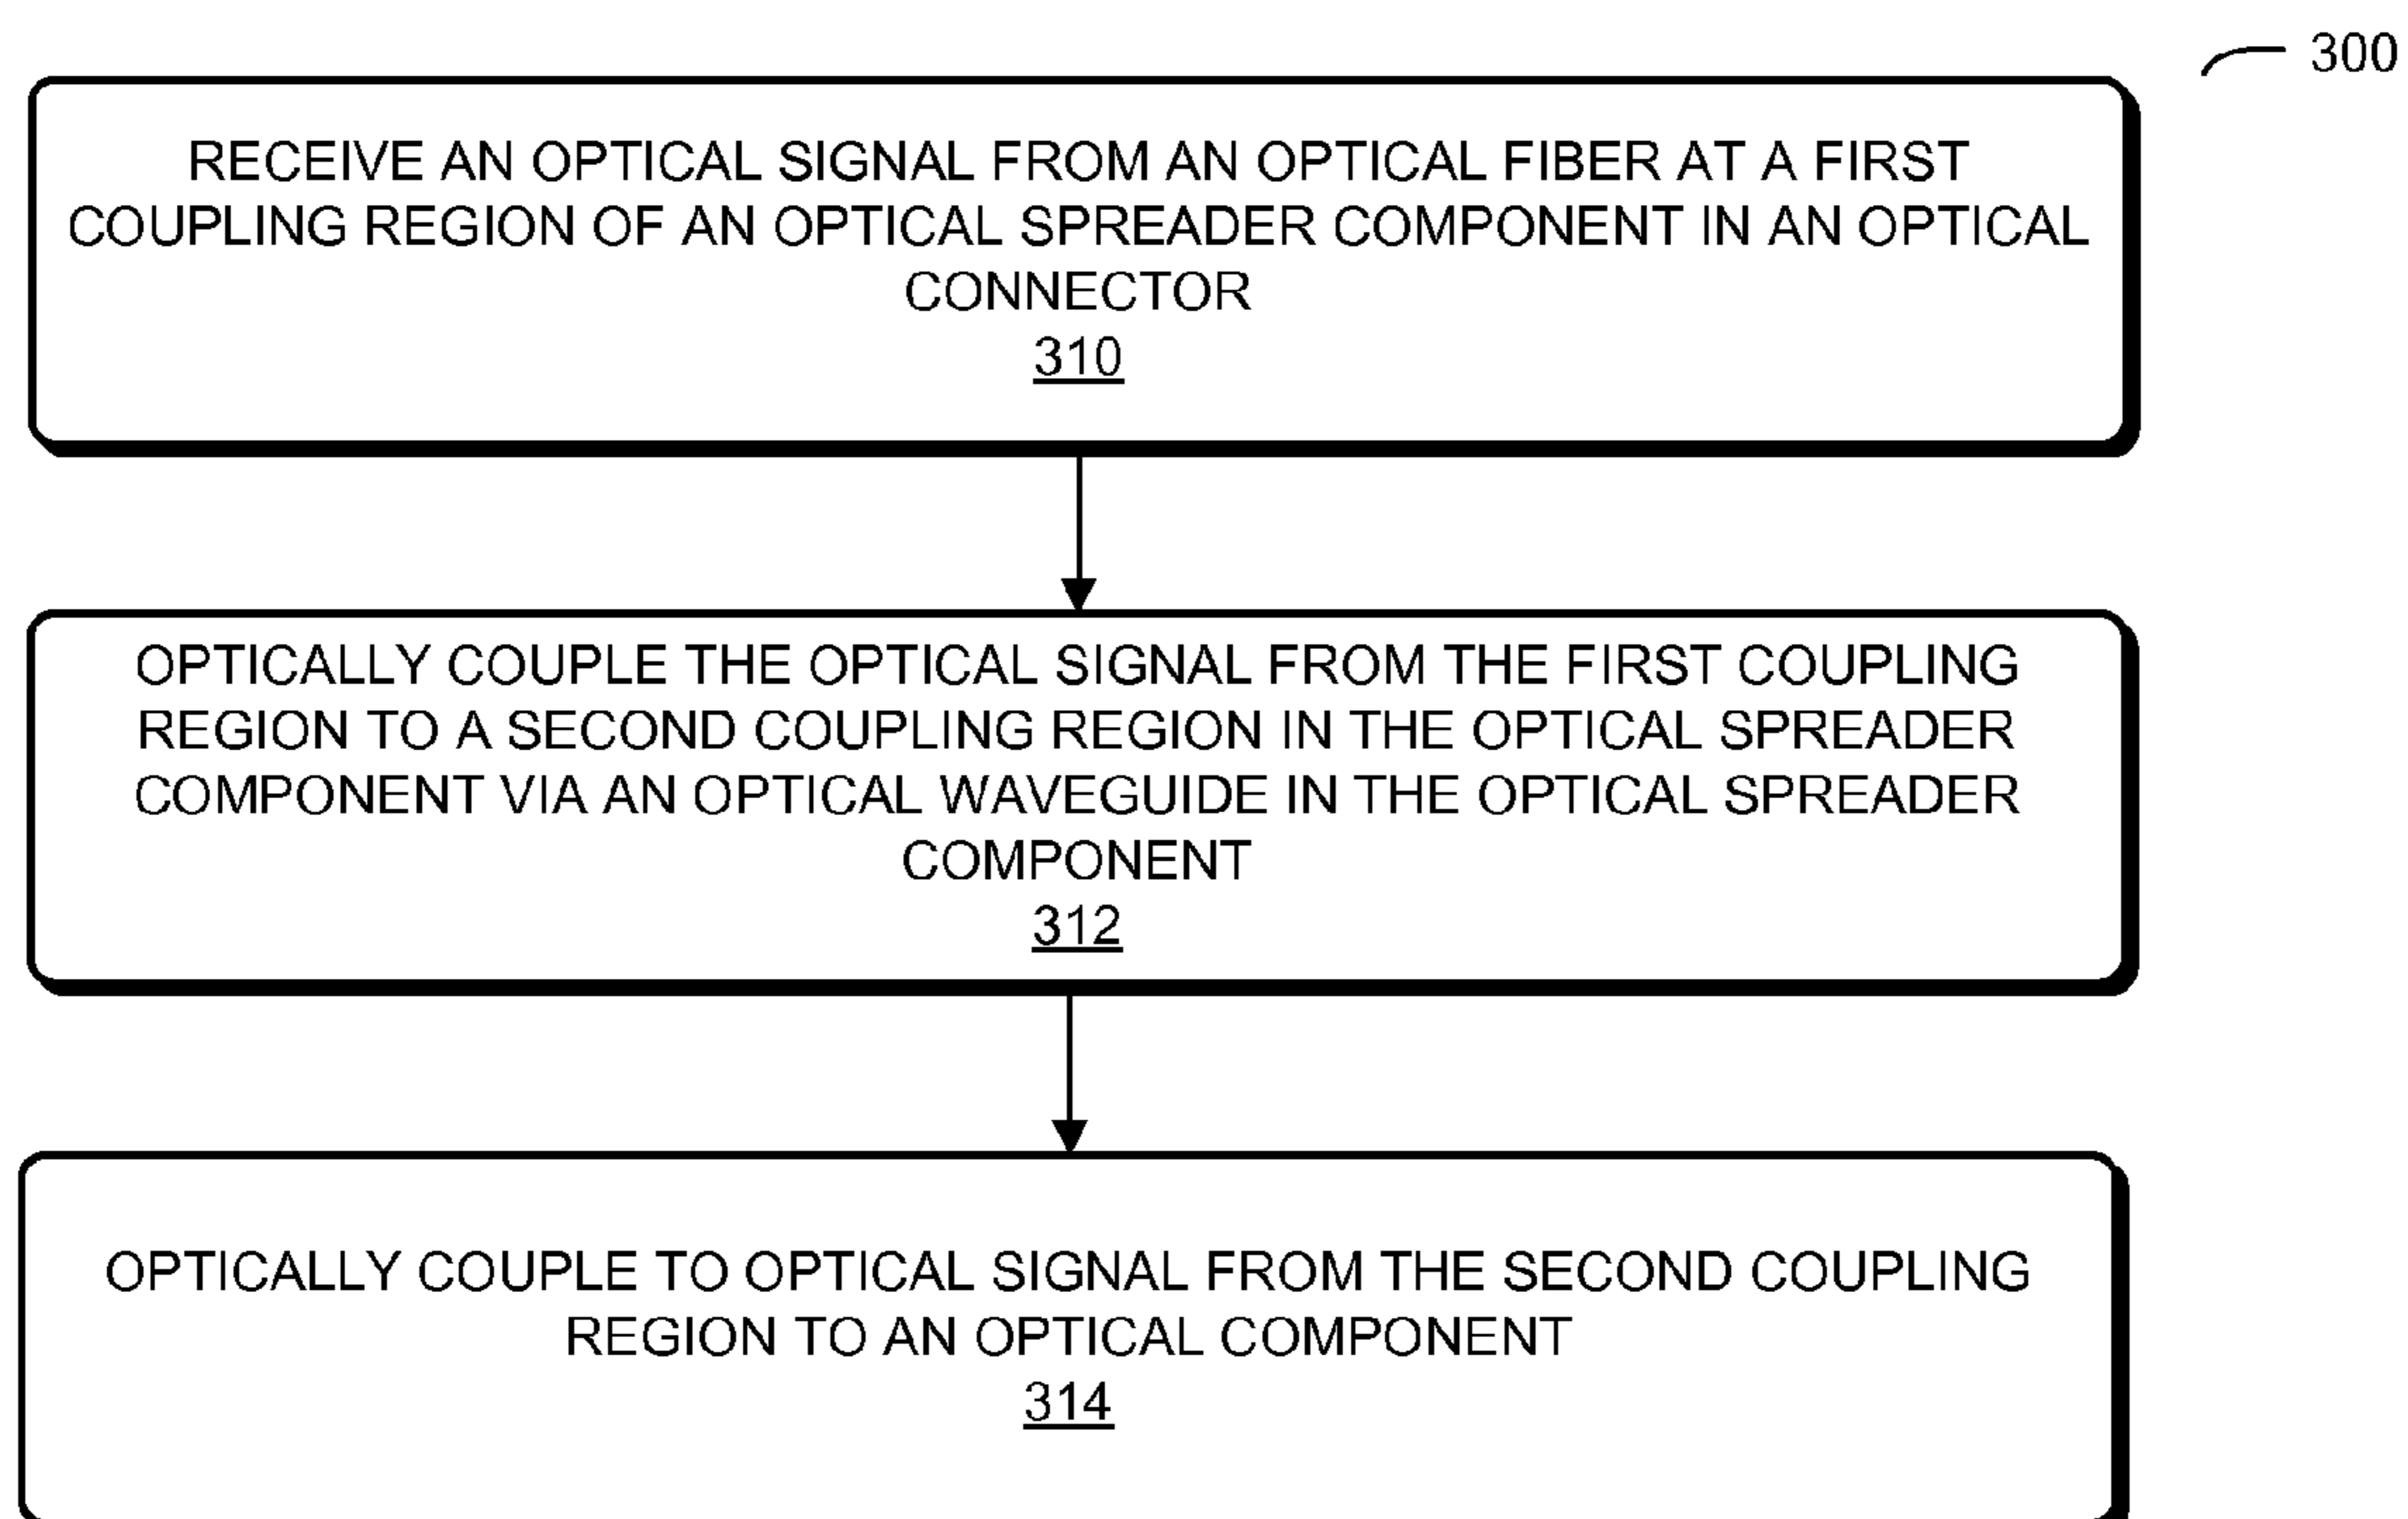 300
RECEIVE AN OPTICAL SIGNAL FROM AN OPTICAL FIBER AT A FIRST
COUPLING REGION OF AN OPTICAL SPREADER COMPONENT IN AN OPTICAL
CONNECTOR
310
OPTICALLY COUPLE THE OPTICAL SIGNAL FROM THE FIRST COUPLING
REGION TO A SECOND COUPLING REGION IN THE OPTICAL SPREADER
COMPONENT VIA AN OPTICAL WAVEGUIDE IN THE OPTICAL SPREADER
COMPONENT
312
OPTICALLY COUPLE TO OPTICAL SIGNAL FROM THE SECOND COUPLING
REGION TO AN OPTICAL COMPONENT
314